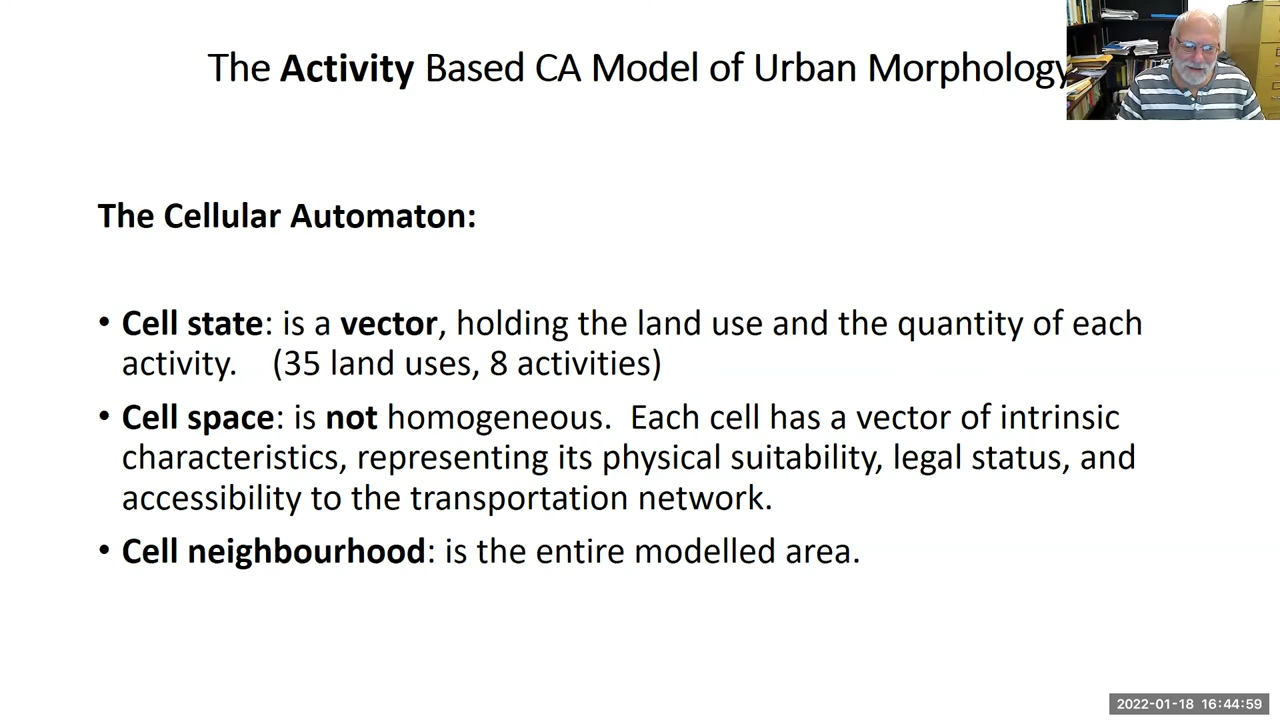 The Activity Based CA Model of Urban Morphology
The Cellular Automaton:
• Cell state: is a vector, holding the land use and the quantity of each
activity. (35 land uses, 8 activities)
• Cell space: is not homogeneous. Each cell has a vector of intrinsic
characteristics, representing its physical suitability, legal status, and
accessibility to the transportation network.
• Cell neighbourhood: is the entire modelled area.
2022-01-18 16:44:59